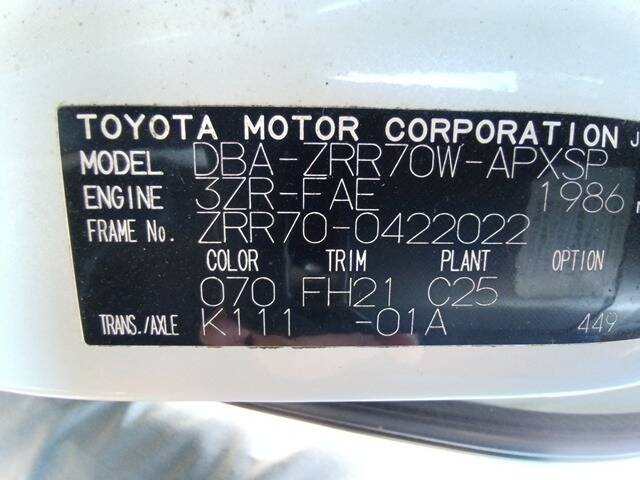 TOYOTA MOTOR CORPORATION J
MODEL DBA-ZRR70W-APXSP
ENGINE 3ZR-FAE 1986
FRAME No. ZRR70-0422022
COLOR TRIM PLANT OPTION
070 FH21 C25
TRANS./AXLE K111 -01A 449